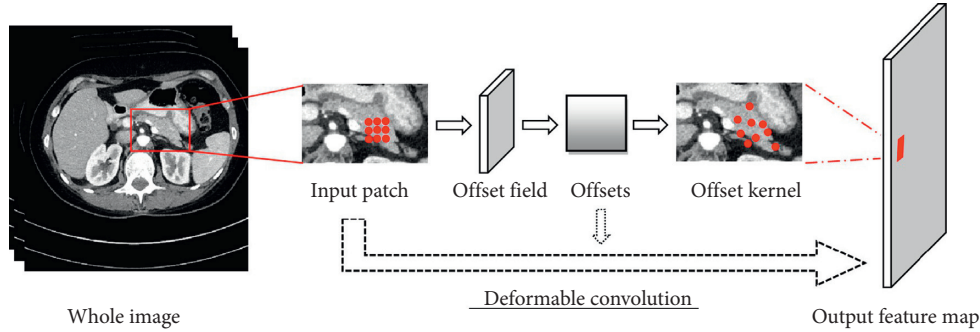 Input patch
Offset field
Offsets
Offset kernel
Deformable convolution
Whole image
Output feature map